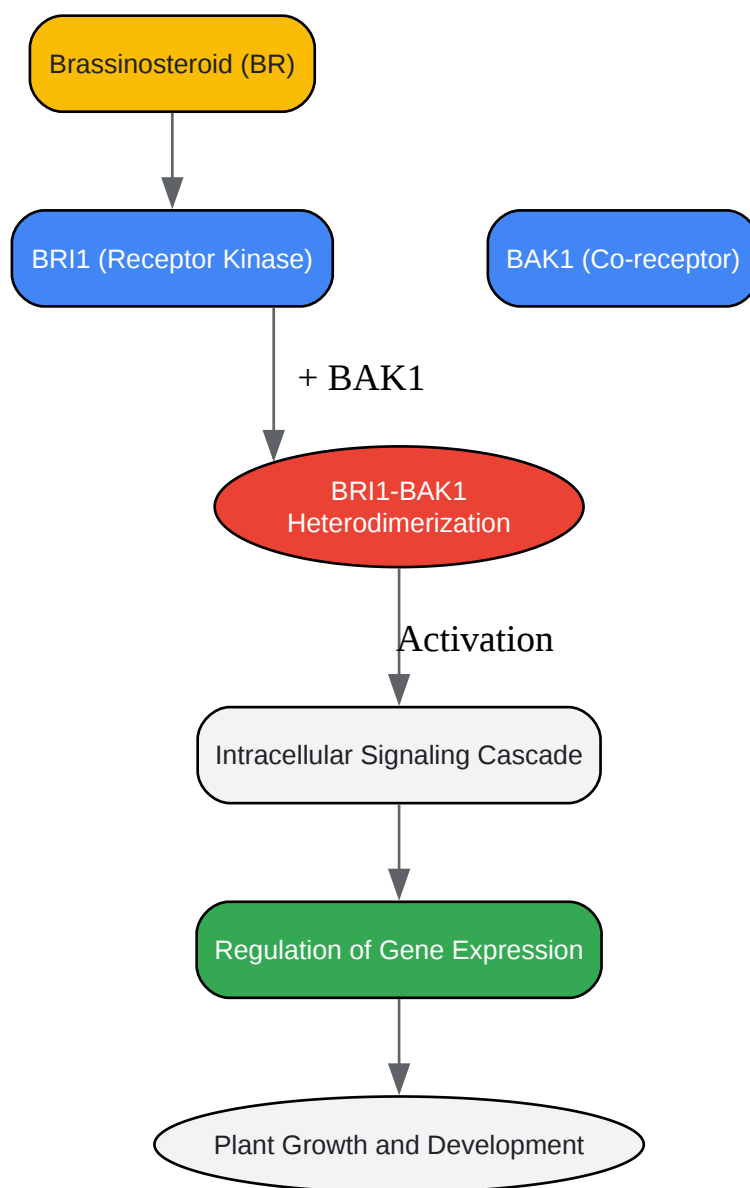 Brassinosteroid (BR)
BRI1 (Receptor Kinase)
BAK1 (Co-receptor)
+ BAK1
BRI1-BAK1
Heterodimerization
Activation
Intracellular Signaling Cascade
Regulation of Gene Expression
Plant Growth and Development